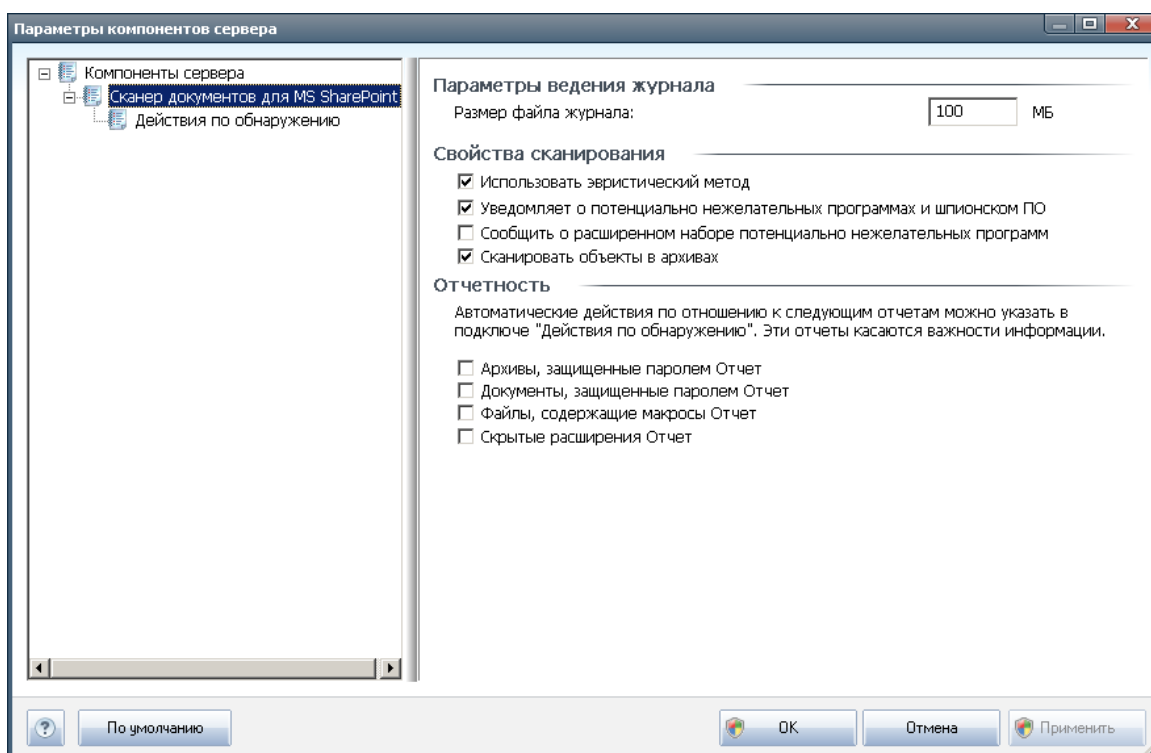 Параметры компонентов сервера
Компоненты сервера
Сканер документов для MS SharePoint
Действия по обнаружению
Параметры ведения журнала
Размер файла журнала: 100 МБ
Свойства сканирования
Использовать эвристический метод
Уведомляет о потенциально нежелательных программах и шпионском ПО
Сообщить о расширенном наборе потенциально нежелательных программ
Сканировать объекты в архивах
Отчетность
Автоматические действия по отношению к следующим отчетам можно указать в
подключе "Действия по обнаружению". Эти отчеты касаются важности информации.
Архивы, защищенные паролем Отчет
Документы, защищенные паролем Отчет
Файлы, содержащие макросы Отчет
Скрытые расширения Отчет
? По умолчанию OK Отмена Применить